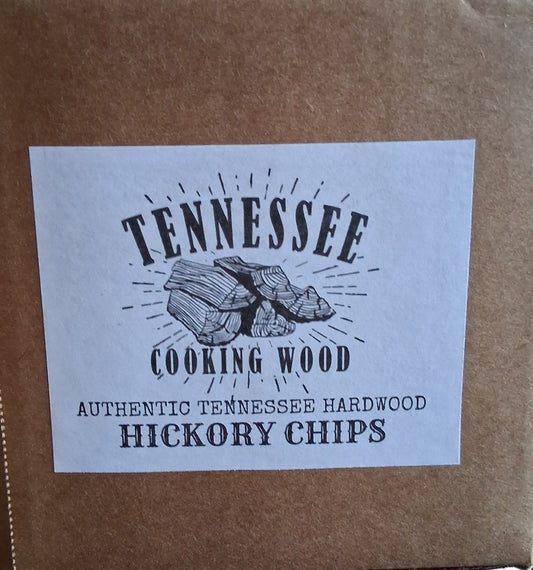 TENNESSEE
COOKING WOOD
AUTHENTIC TENNESSEE HARDWOOD
HICKORY CHIPS